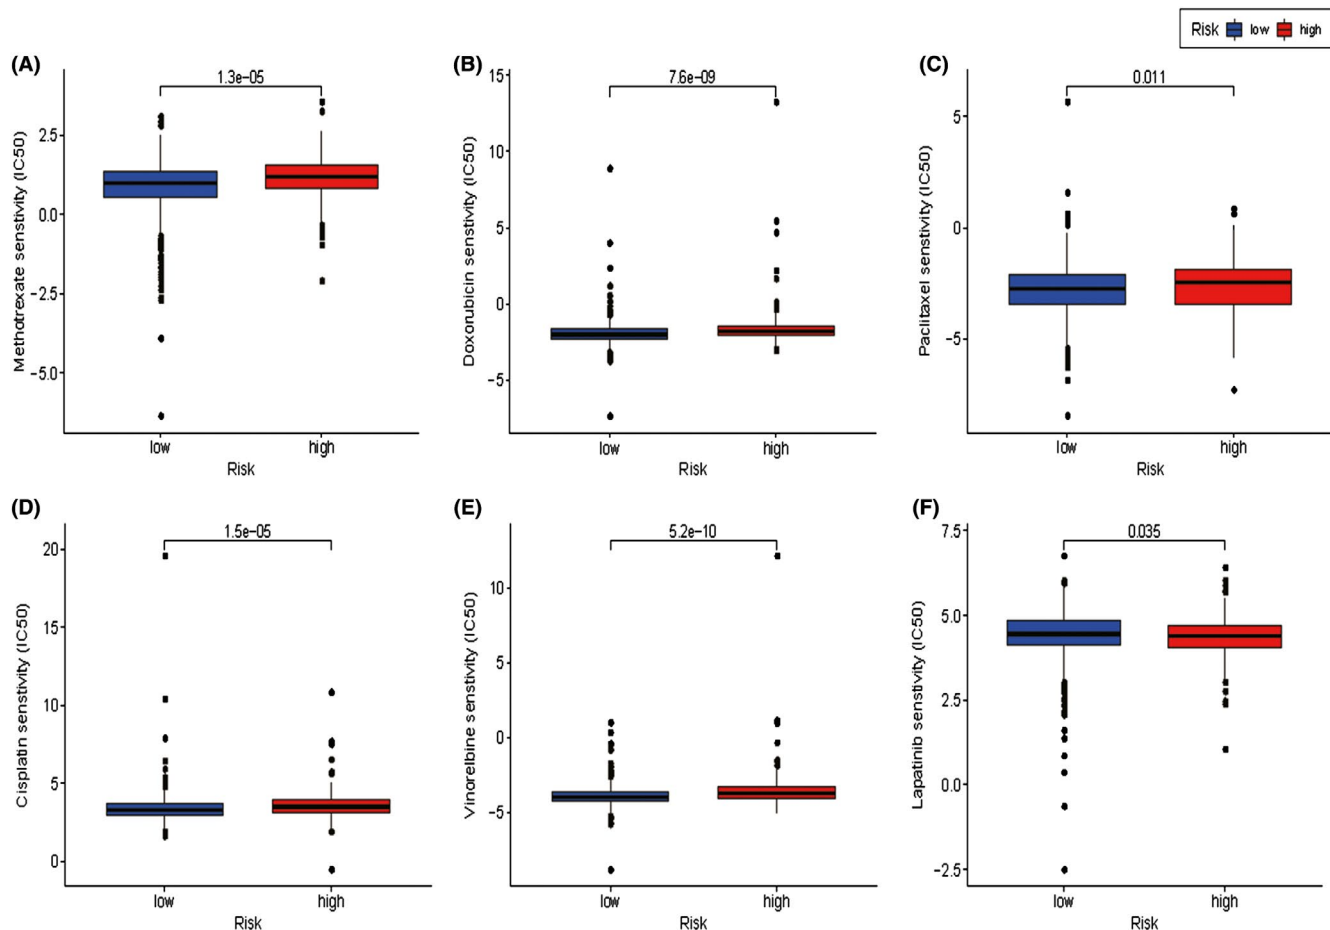 Risk low high
(A)
1.3e−05
Methotrexate senstivity (IC50)
2.5
0.0
−2.5
−5.0
low high
Risk
(B)
7.6e−09
Doxorubicin senstivity (IC50)
15
10
5
0
−5
low high
Risk
(C)
0.011
Paclitaxel senstivity (IC50)
5
0
−5
low high
Risk
(D)
1.5e−05
Cisplatin senstivity (IC50)
20
15
10
5
0
low high
Risk
(E)
5.2e−10
Vinorelbine senstivity (IC50)
10
5
0
−5
low high
Risk
(F)
0.035
Lapatinib senstivity (IC50)
7.5
5.0
2.5
0.0
−2.5
low high
Risk